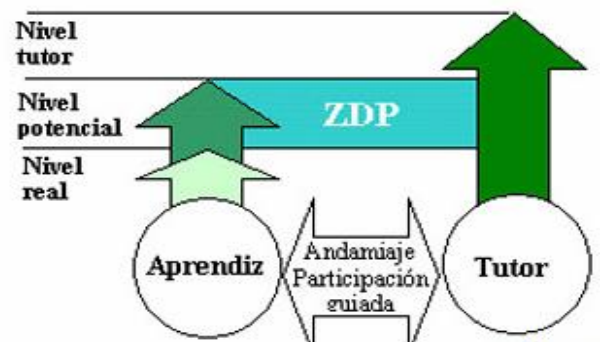 Nivel
tutor
Nivel
potencial
ZDP
Nivel
real
Aprendiz
Andamiaje
Participación
guiada
Tutor